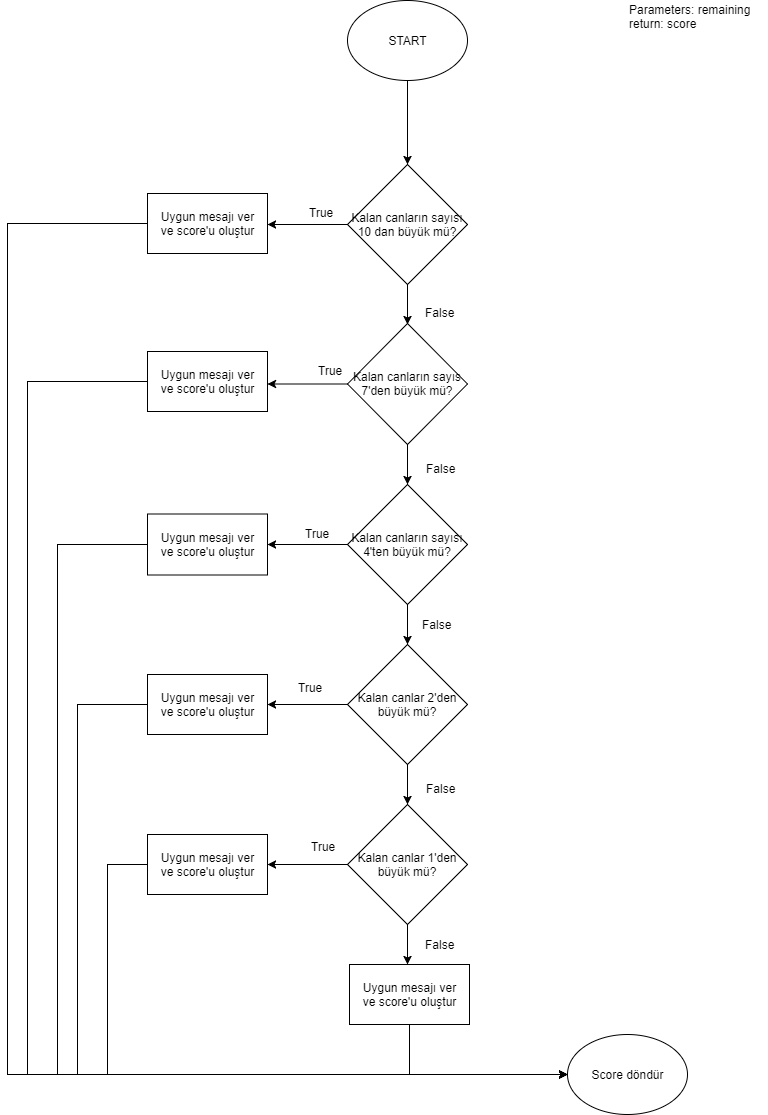 Parameters: remaining
return: score
START
Kalan canların sayısı
10 dan büyük mü?
True
Uygun mesajı ver
ve score'u oluştur
False
Kalan canların sayıs
7'den büyük mü?
True
Uygun mesajı ver
ve score'u oluştur
False
Kalan canların sayısı
4'ten büyük mü?
True
Uygun mesajı ver
ve score'u oluştur
False
Kalan canlar 2'den
büyük mü?
True
Uygun mesajı ver
ve score'u oluştur
False
Kalan canlar 1'den
büyük mü?
True
Uygun mesajı ver
ve score'u oluştur
False
Uygun mesajı ver
ve score'u oluştur
Score döndür